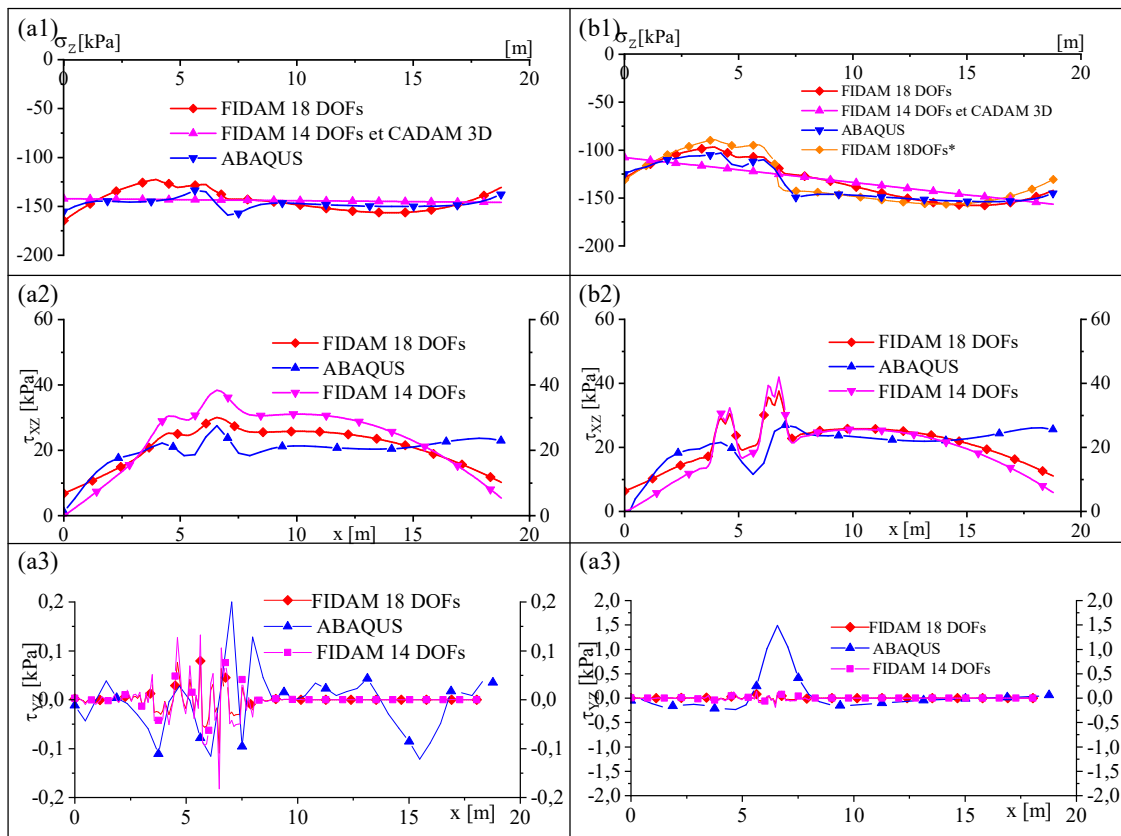 (a1)
σZ[kPa]
[m]
0
5
10
15
20
0
-50
-100
-150
-200
FIDAM 18 DOFs
FIDAM 14 DOFs et CADAM 3D
ABAQUS
(b1)
σZ[kPa]
[m]
0
5
10
15
20
0
-50
-100
-150
-200
FIDAM 18 DOFs
FIDAM 14 DOFs et CADAM 3D
ABAQUS
FIDAM 18DOFs*
(a2)
60
40
20
0
60
40
20
0
τXZ [kPa]
FIDAM 18 DOFs
ABAQUS
FIDAM 14 DOFs
0
5
10
15
20
x [m]
(b2)
60
40
20
0
60
40
20
0
τXZ [kPa]
FIDAM 18 DOFs
ABAQUS
FIDAM 14 DOFs
0
5
10
15
20
x [m]
(a3)
0,2
0,1
0,0
-0,1
-0,2
0,2
0,1
0,0
-0,1
-0,2
τYZ [kPa]
FIDAM 18 DOFs
ABAQUS
FIDAM 14 DOFs
0
5
10
15
20
x [m]
(a3)
2,0
1,5
1,0
0,5
0,0
-0,5
-1,0
-1,5
-2,0
2,0
1,5
1,0
0,5
0,0
-0,5
-1,0
-1,5
-2,0
τYZ [kPa]
FIDAM 18 DOFs
ABAQUS
FIDAM 14 DOFs
0
5
10
15
20
x [m]